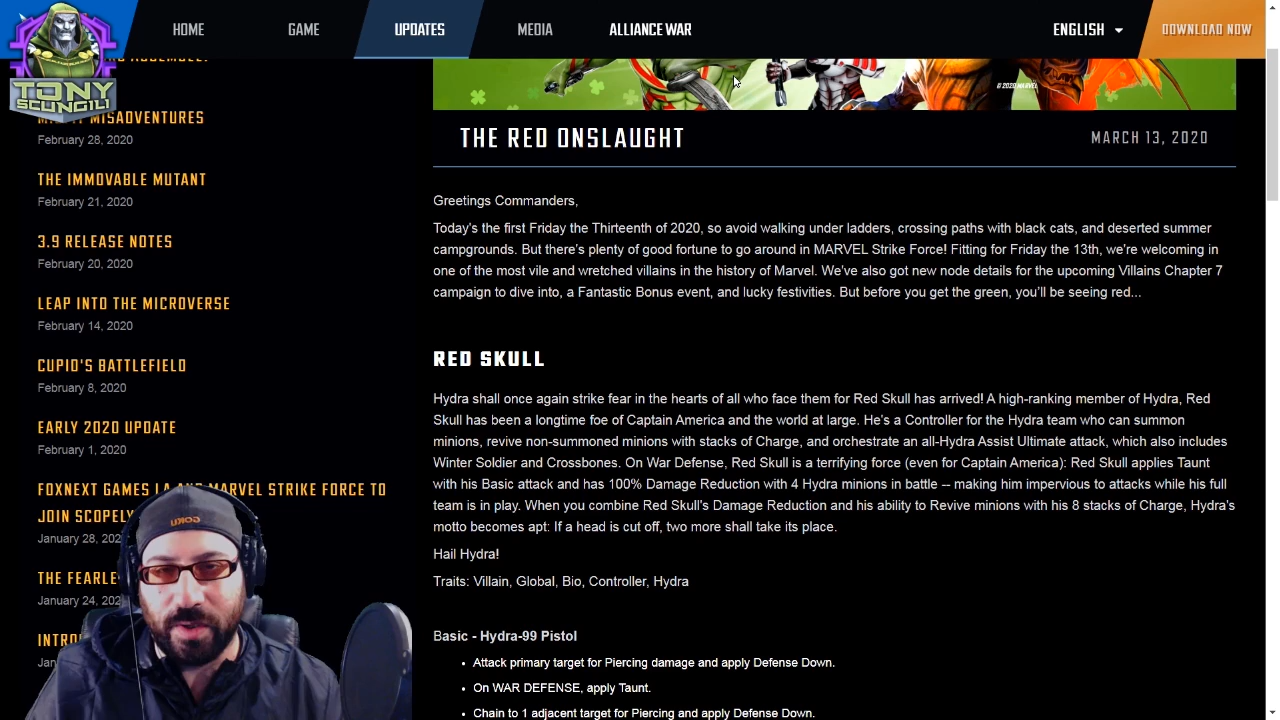 HOME
GAME
UPDATES
MEDIA
ALLIANCE WAR
ENGLISH
DOWNLOAD NOW
TONY
SCUNGILI
MISADVENTURES
February 28, 2020
THE IMMOVABLE MUTANT
February 21, 2020
3.9 RELEASE NOTES
February 20, 2020
LEAP INTO THE MICROVERSE
February 14, 2020
CUPID'S BATTLEFIELD
February 8, 2020
EARLY 2020 UPDATE
February 1, 2020
FOXNEXT GAMES LA AND MARVEL STRIKE FORCE TO
JOIN SCOPELY
January 28, 202
THE FEARLE
January 24, 202
INTRO
Jan
GOKU
© 2020 MARVEL
THE RED ONSLAUGHT
MARCH 13, 2020
Greetings Commanders,
Today's the first Friday the Thirteenth of 2020, so avoid walking under ladders, crossing paths with black cats, and deserted summer
campgrounds. But there's plenty of good fortune to go around in MARVEL Strike Force! Fitting for Friday the 13th, we're welcoming in
one of the most vile and wretched villains in the history of Marvel. We've also got new node details for the upcoming Villains Chapter 7
campaign to dive into, a Fantastic Bonus event, and lucky festivities. But before you get the green, you'll be seeing red...
RED SKULL
Hydra shall once again strike fear in the hearts of all who face them for Red Skull has arrived! A high-ranking member of Hydra, Red
Skull has been a longtime foe of Captain America and the world at large. He's a Controller for the Hydra team who can summon
minions, revive non-summoned minions with stacks of Charge, and orchestrate an all-Hydra Assist Ultimate attack, which also includes
Winter Soldier and Crossbones. On War Defense, Red Skull is a terrifying force (even for Captain America): Red Skull applies Taunt
with his Basic attack and has 100% Damage Reduction with 4 Hydra minions in battle -- making him impervious to attacks while his full
team is in play. When you combine Red Skull's Damage Reduction and his ability to Revive minions with his 8 stacks of Charge, Hydra's
motto becomes apt: If a head is cut off, two more shall take its place.
Hail Hydra!
Traits: Villain, Global, Bio, Controller, Hydra
Basic - Hydra-99 Pistol
• Attack primary target for Piercing damage and apply Defense Down.
• On WAR DEFENSE, apply Taunt.
• Chain to 1 adjacent target for Piercing and apply Defense Down.